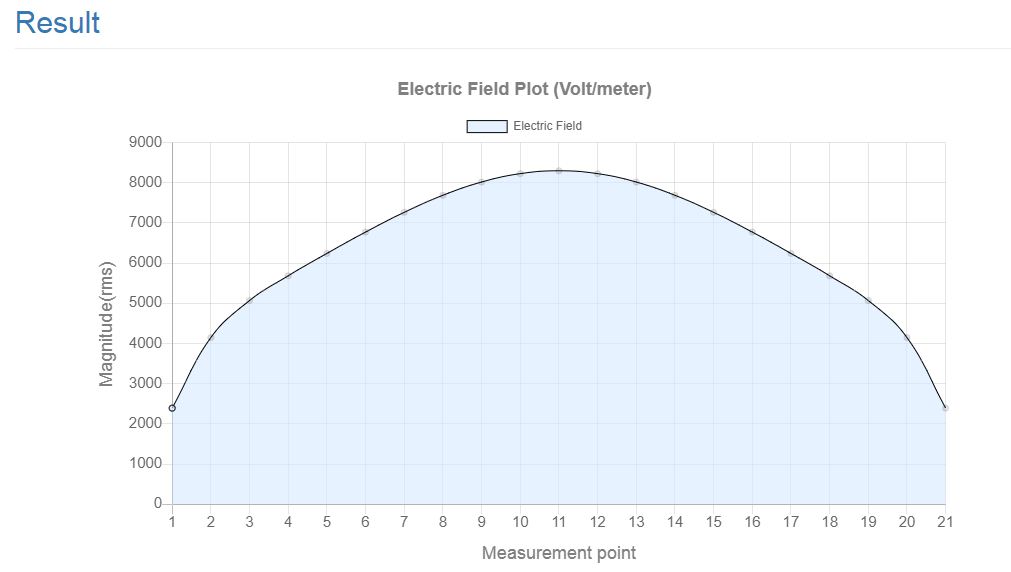 Result
Electric Field Plot (Volt/meter)
Electric Field
9000
8000
7000
6000
5000
4000
3000
2000
1000
0
Magnitude(rms)
1 2 3 4 5 6 7 8 9 10 11 12 13 14 15 16 17 18 19 20 21
Measurement point